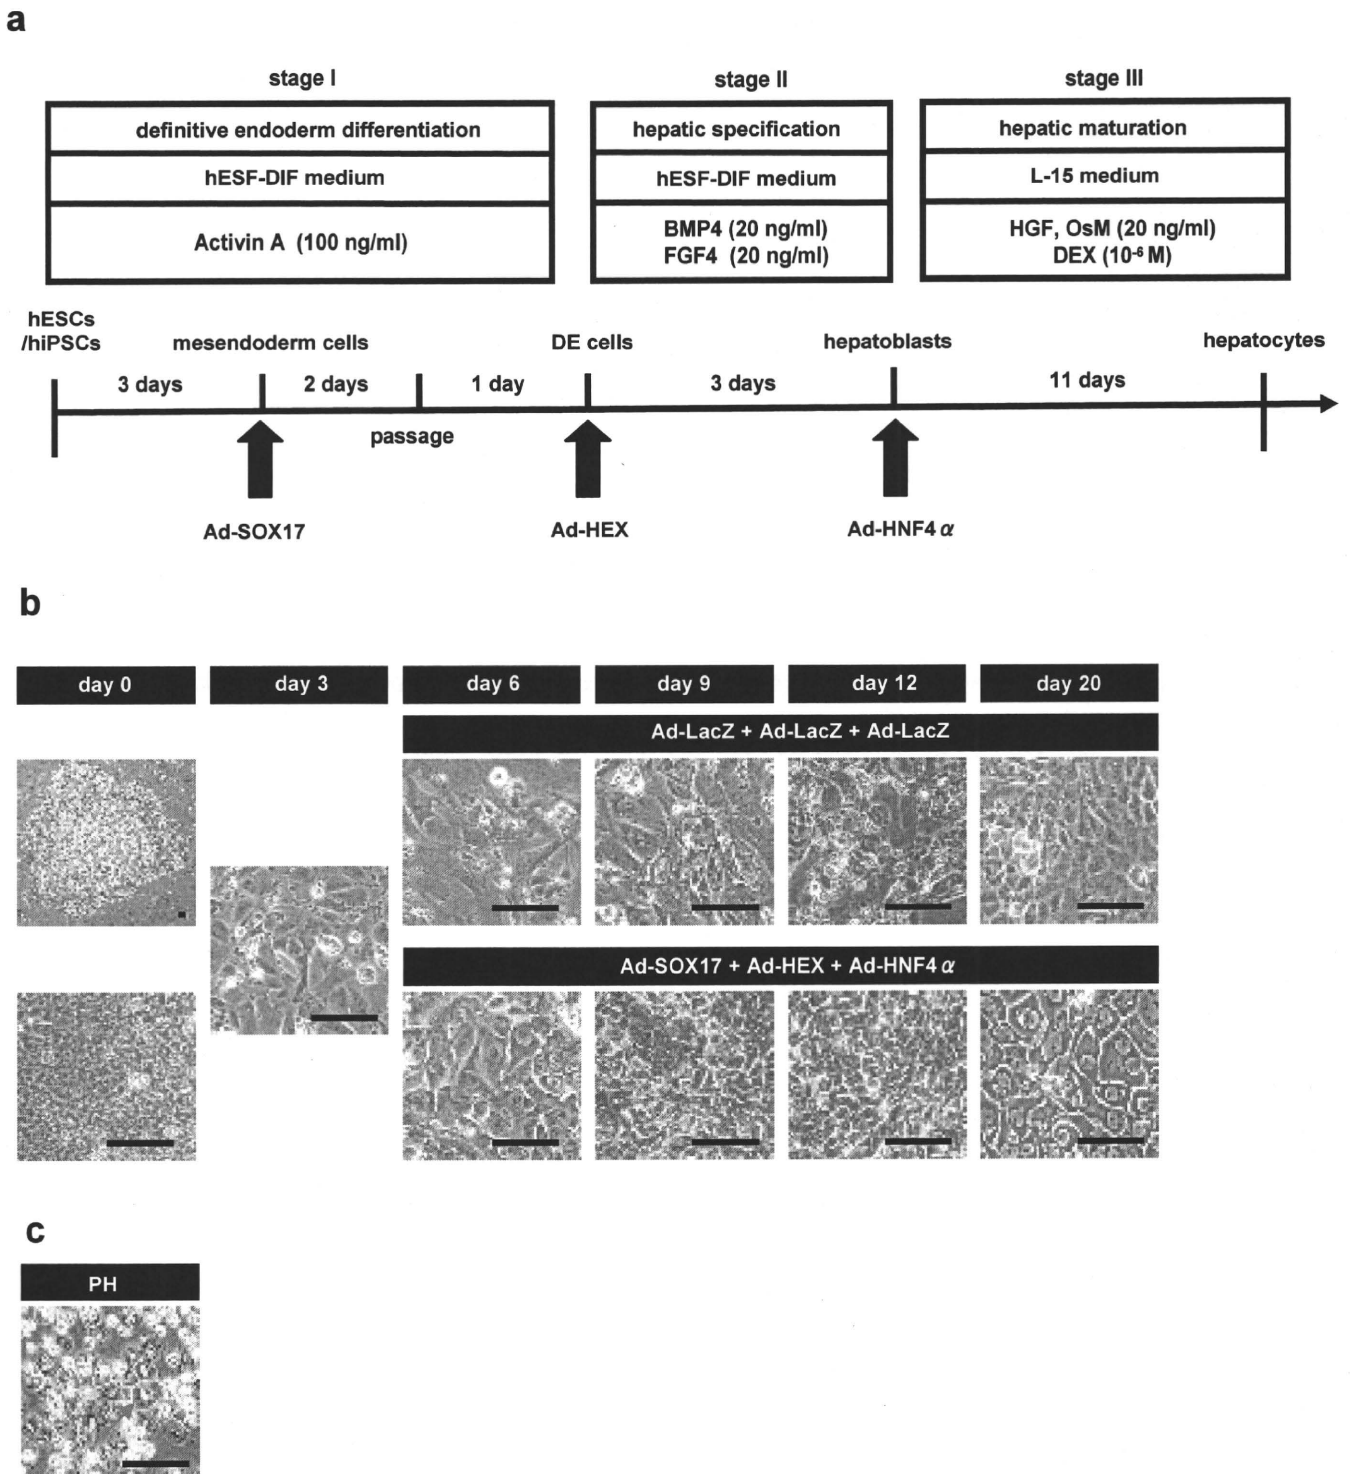 a
stage I
stage II
stage III
definitive endoderm differentiation
hESF-DIF medium
Activin A (100 ng/ml)
hepatic specification
hESF-DIF medium
BMP4 (20 ng/ml)
FGF4 (20 ng/ml)
hepatic maturation
L-15 medium
HGF, OsM (20 ng/ml)
DEX (10⁻⁶ M)
hESCs
/hiPSCs
mesendoderm cells
DE cells
hepatoblasts
hepatocytes
3 days
2 days
1 day
3 days
11 days
passage
Ad-SOX17
Ad-HEX
Ad-HNF4 α
b
day 0
day 3
day 6
day 9
day 12
day 20
Ad-LacZ + Ad-LacZ + Ad-LacZ
Ad-SOX17 + Ad-HEX + Ad-HNF4 α
c
PH